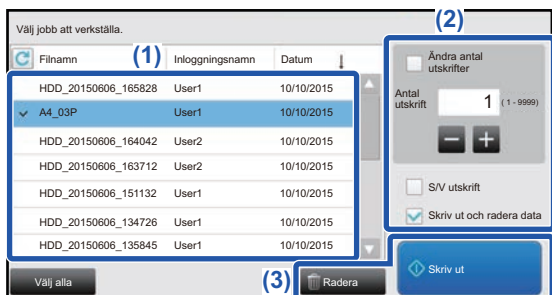 Välj jobb att verkställa.
(2)
Filnamn (1) Inloggningsnamn Datum
HDD_20150606_165828 User1 10/10/2015
A4_03P User1 10/10/2015
HDD_20150606_164042 User2 10/10/2015
HDD_20150606_163712 User2 10/10/2015
HDD_20150606_151132 User1 10/10/2015
HDD_20150606_134726 User1 10/10/2015
HDD_20150606_135845 User1 10/10/2015
Ändra antal
utskrifter
Antal
utskrift 1 (1 - 9999)
S/V utskrift
Skriv ut och radera data
Välj alla (3) Radera Skriv ut